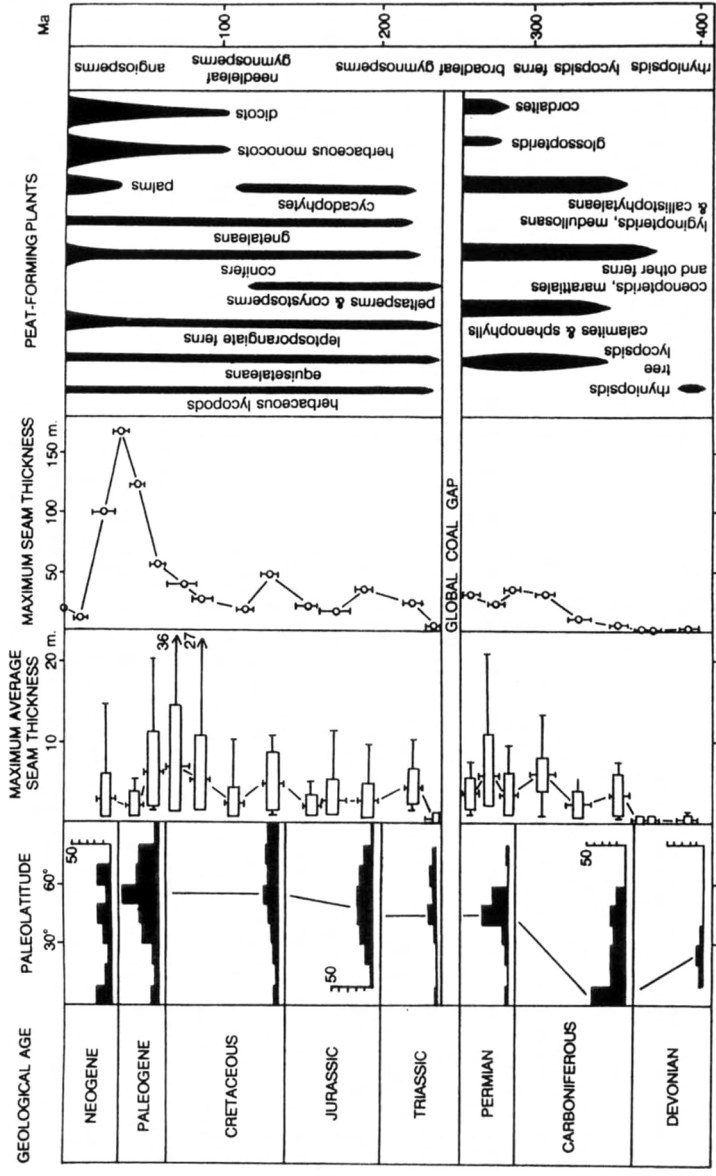 GEOLOGICAL AGE
NEOGENE
PALEOGENE
CRETACEOUS
JURASSIC
TRIASSIC
PERMIAN
CARBONIFEROUS
DEVONIAN
PALEOLATITUDE
30°
60°
50
50
50
MAXIMUM AVERAGE
SEAM THICKNESS
10
20 m.
36
27
MAXIMUM SEAM THICKNESS
50
100
150 m.
GLOBAL COAL GAP
PEAT-FORMING PLANTS
herbaceous lycopods
equisetaleans
leptosporangiate ferns
peltasperms & corystosperms
conifers
gnetaleans
cycadophytes
palms
herbaceous monocots
dicots
rhyniopsids
tree
lycopsids
calamites & sphenophylls
coenopterids, marattiales
and other ferns
lyginopterids, medullosans
& callistophytaleans
glossopterids
cordaites
angiosperms
needleleaf
gymnosperms
gymnosperms
broadleaf
ferns
lycopsids
rhyniopsids
Ma
100
200
300
400